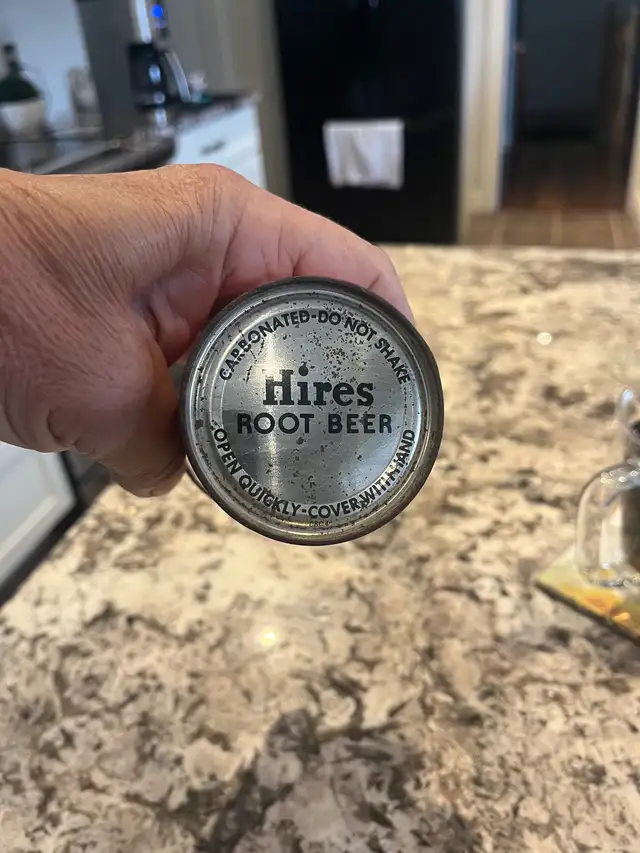 CARBONATED-DO NOT SHAKE
Hires
ROOT BEER
OPEN QUICKLY-COVER WITH HAND